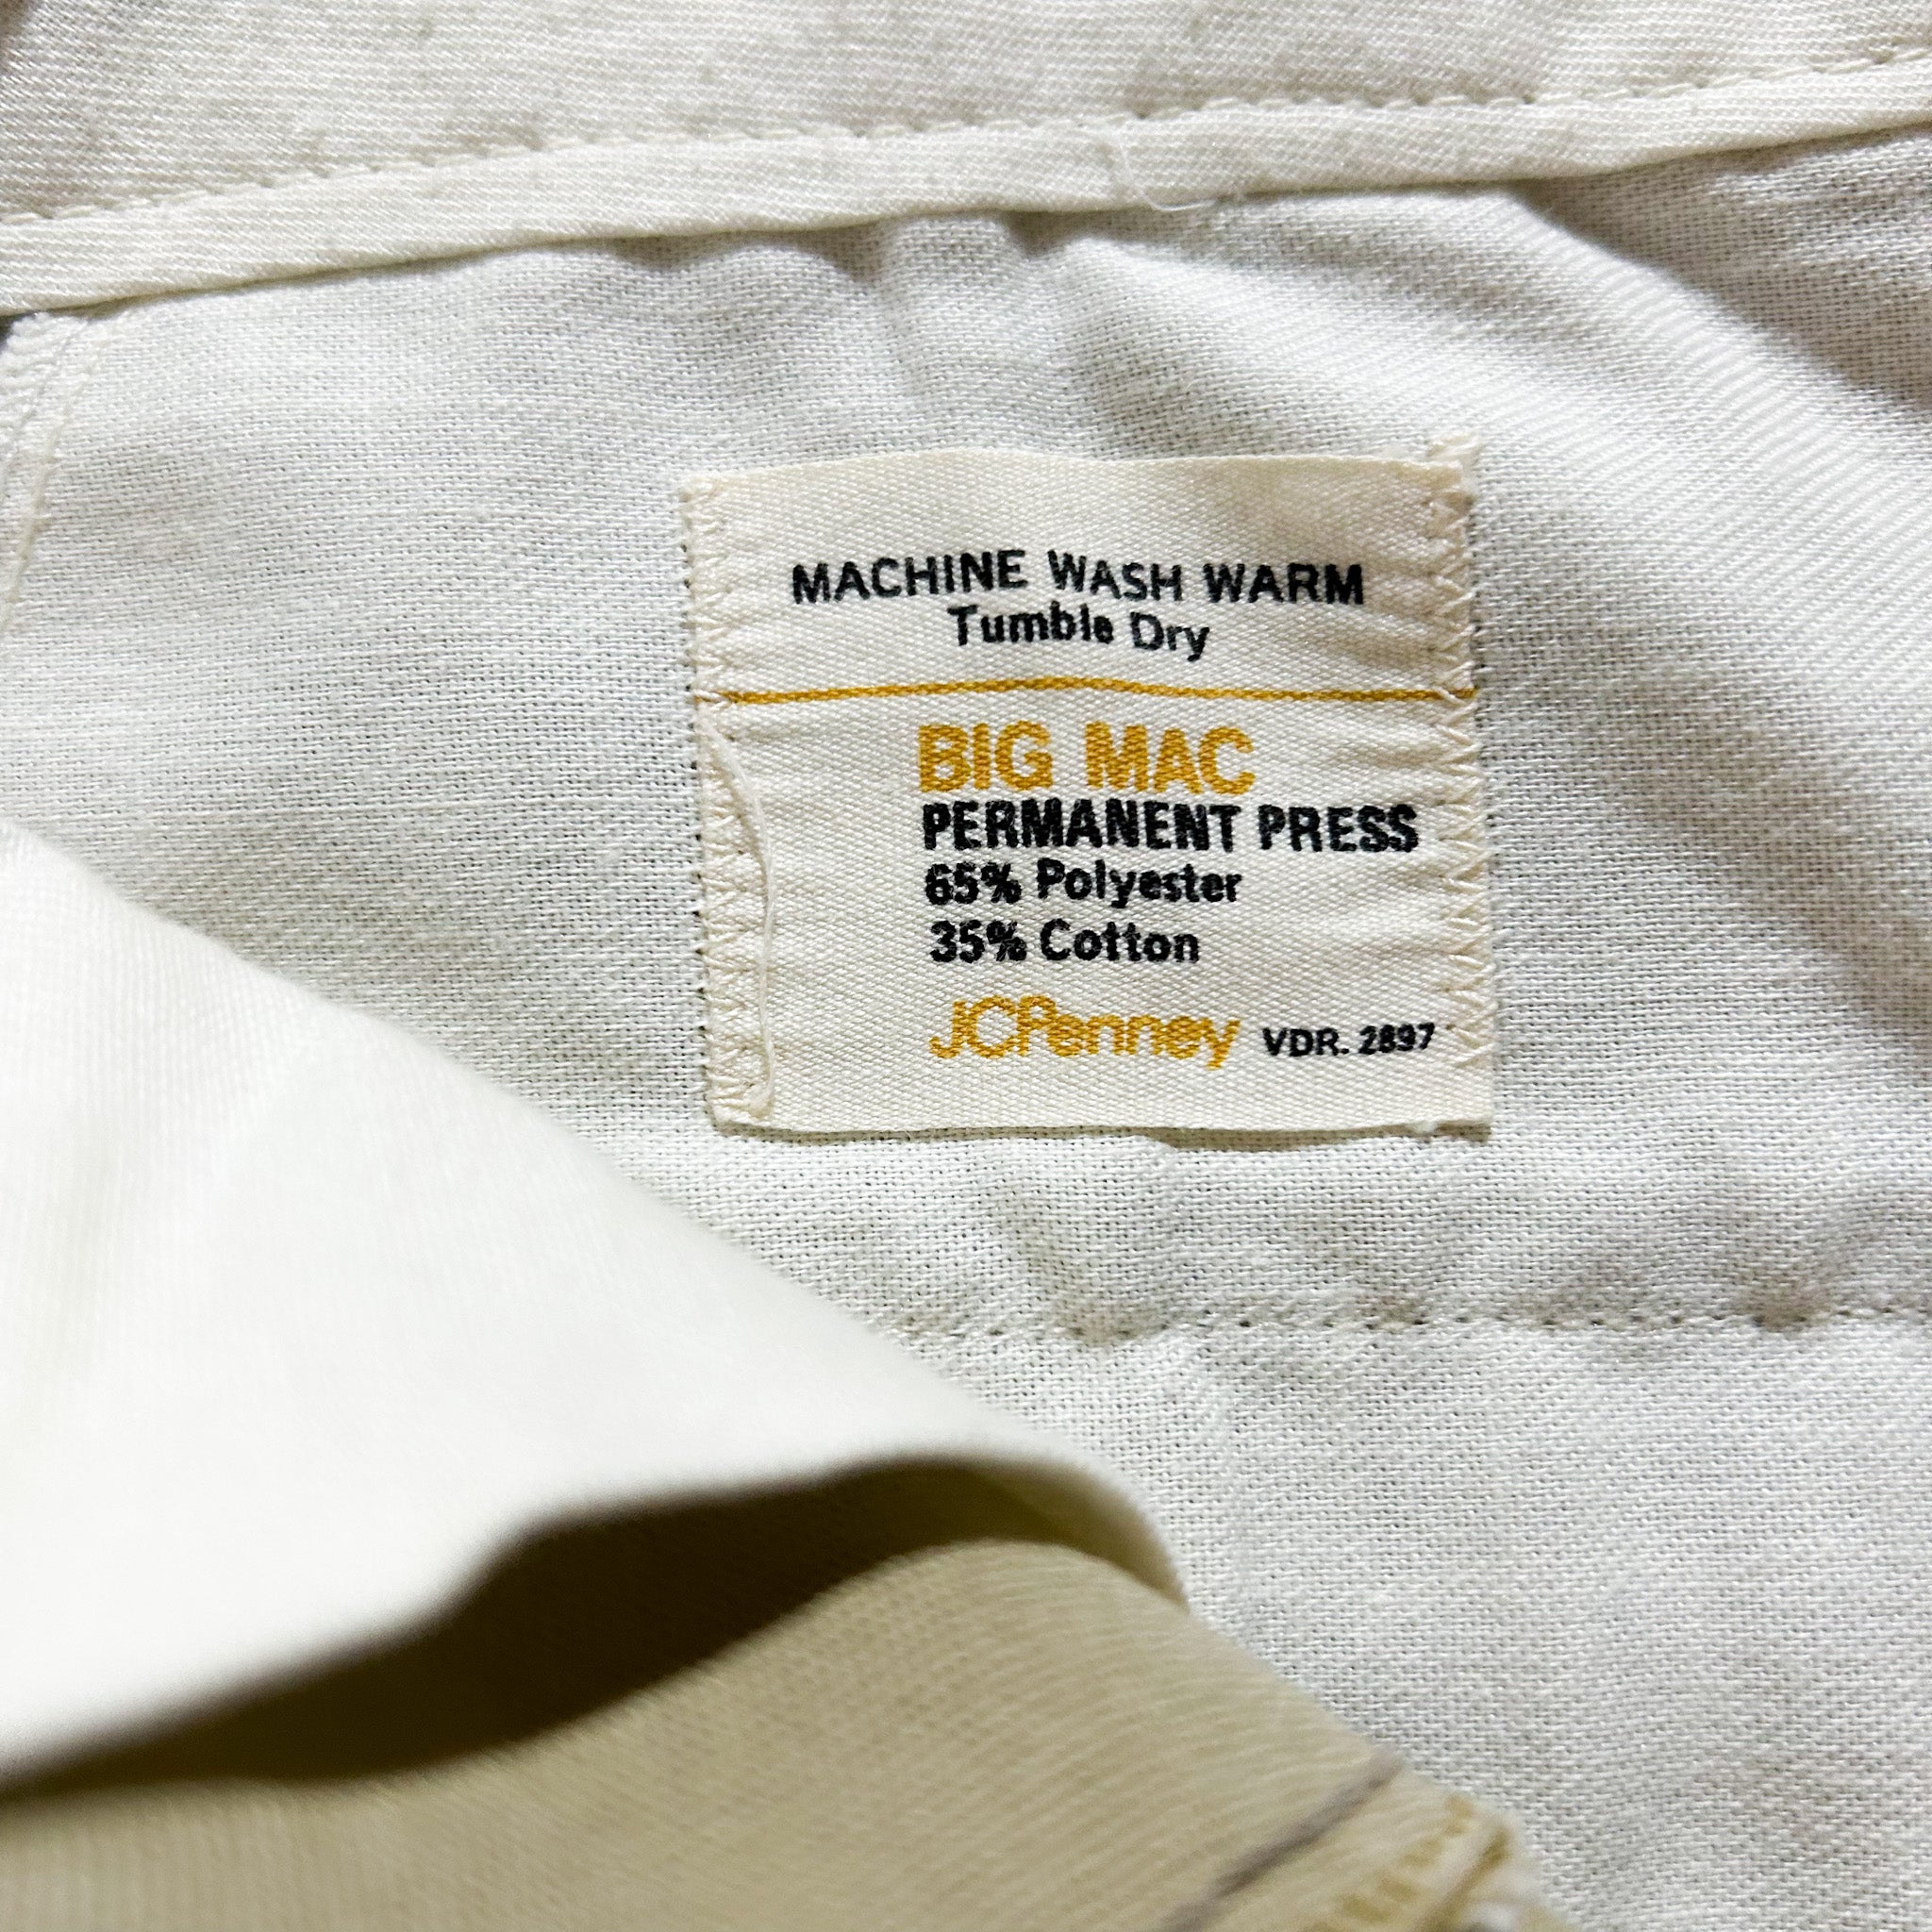 MACHINE WASH WARM
Tumble Dry
BIG MAC
PERMANENT PRESS
65% Polyester
35% Cotton
JCPenney VDR. 2897